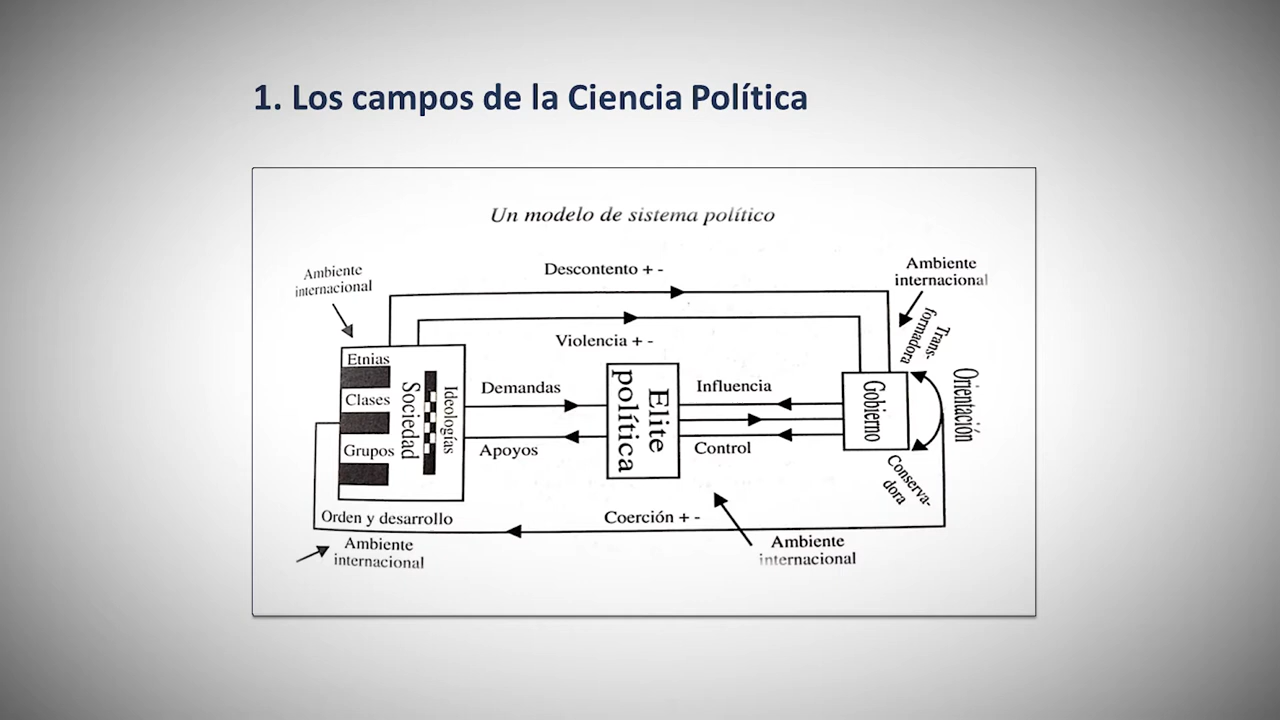 1. Los campos de la Ciencia Política
Un modelo de sistema político
Ambiente
internacional
Descontento + -
Ambiente
internacional
Violencia + -
Trans-
formadora
Etnias
Clases
Grupos
Sociedad
Ideologías
Demandas
Apoyos
Elite
política
Influencia
Control
Gobierno
Orientación
Conserva-
dora
Orden y desarrollo
Coerción + -
Ambiente
internacional
Ambiente
internacional